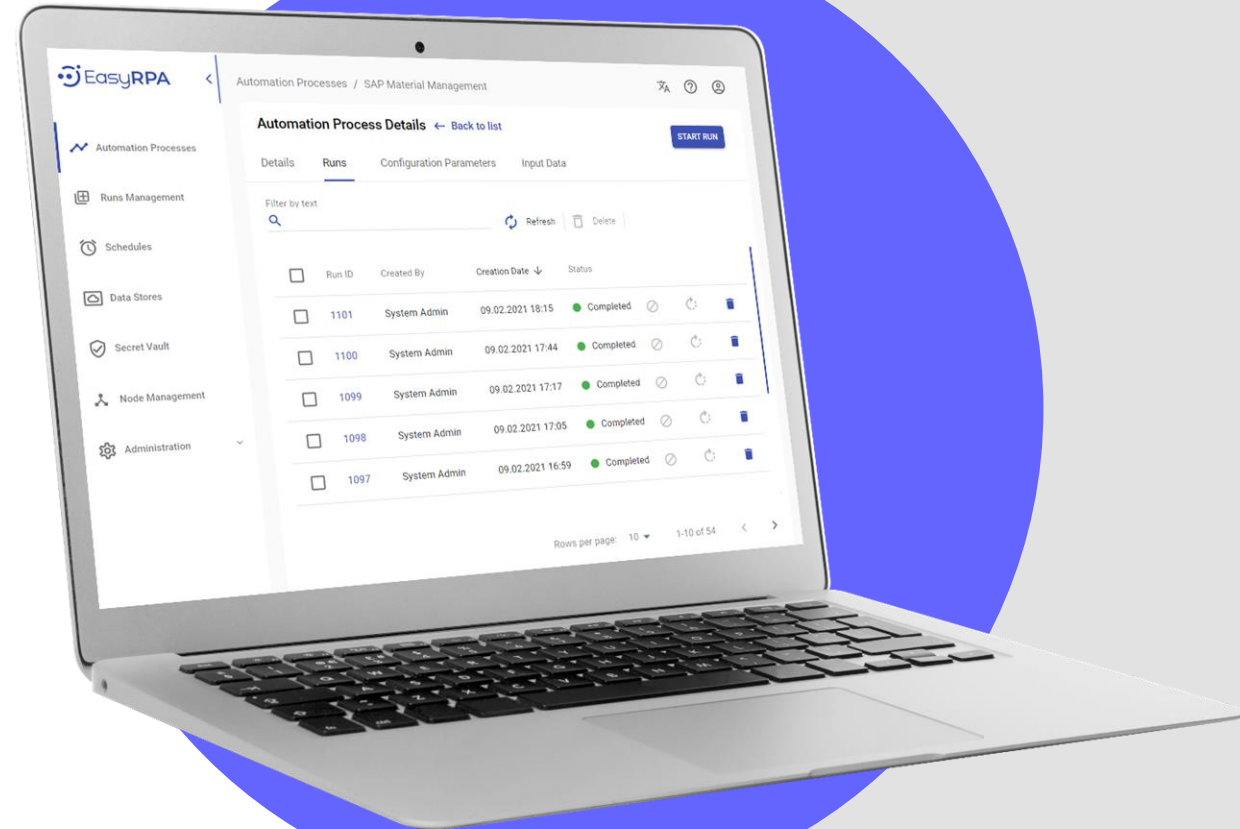 EasyRPA
Automation Processes / SAP Material Management
Automation Processes
Runs Management
Schedules
Data Stores
Secret Vault
Node Management
Administration
Automation Process Details ← Back to list
START RUN
Details Runs Configuration Parameters Input Data
Filter by text
Refresh Delete
Run ID Created By Creation Date ↓ Status
1101 System Admin 09.02.2021 18:15 Completed
1100 System Admin 09.02.2021 17:44 Completed
1099 System Admin 09.02.2021 17:17 Completed
1098 System Admin 09.02.2021 17:05 Completed
1097 System Admin 09.02.2021 16:59 Completed
Rows per page: 10 1-10 of 54